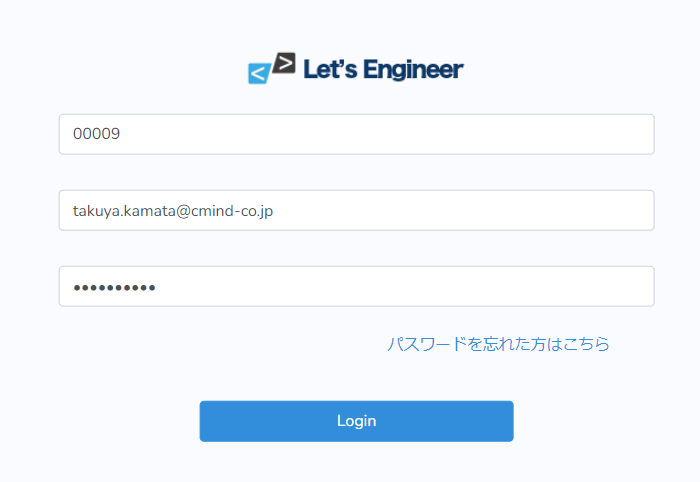 <> Let's Engineer
00009
takuya.kamata@cmind-co.jp
••••••••••
パスワードを忘れた方はこちら
Login